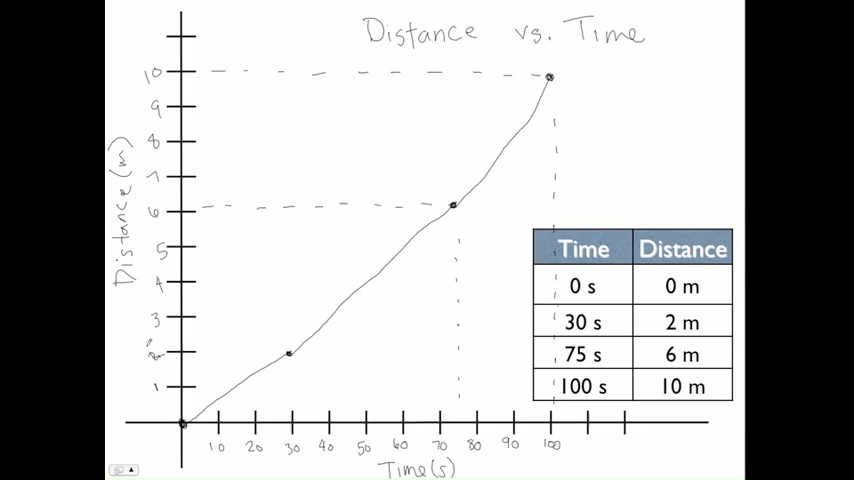 Distance vs. Time
10
9
8
7
6
5
4
3
1
Distance (m)
10 20 30 40 50 60 70 80 90 100
Time(s)
Time Distance
0 s 0 m
30 s 2 m
75 s 6 m
100 s 10 m